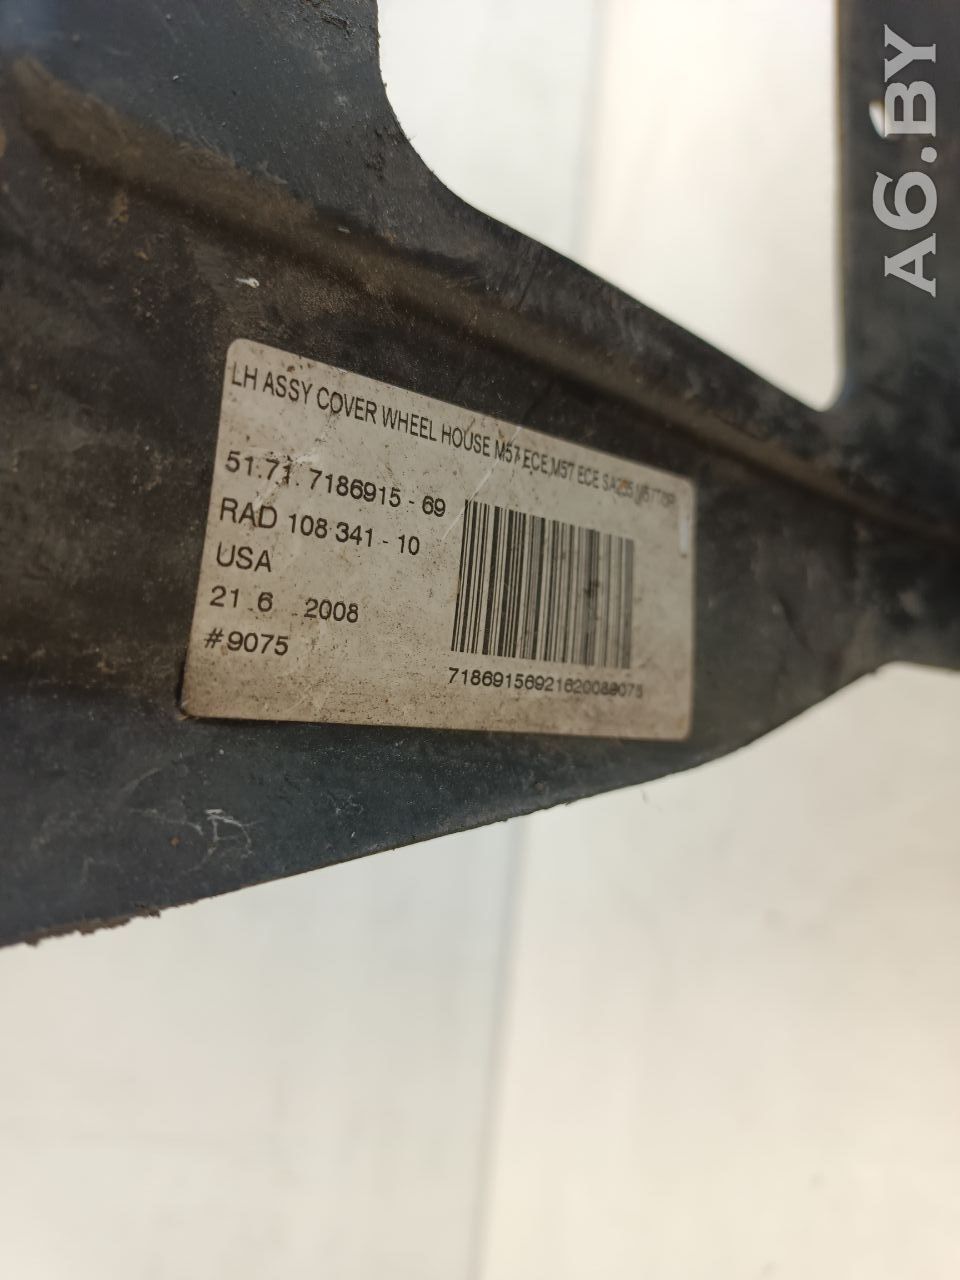 A6.BY
LH ASSY COVER WHEEL HOUSE M57 ECE,M57 ECE
51.71. 7186915 - 69
RAD 108 341 - 10
USA
21 .6 . 2008
#9075
71869156921620089075